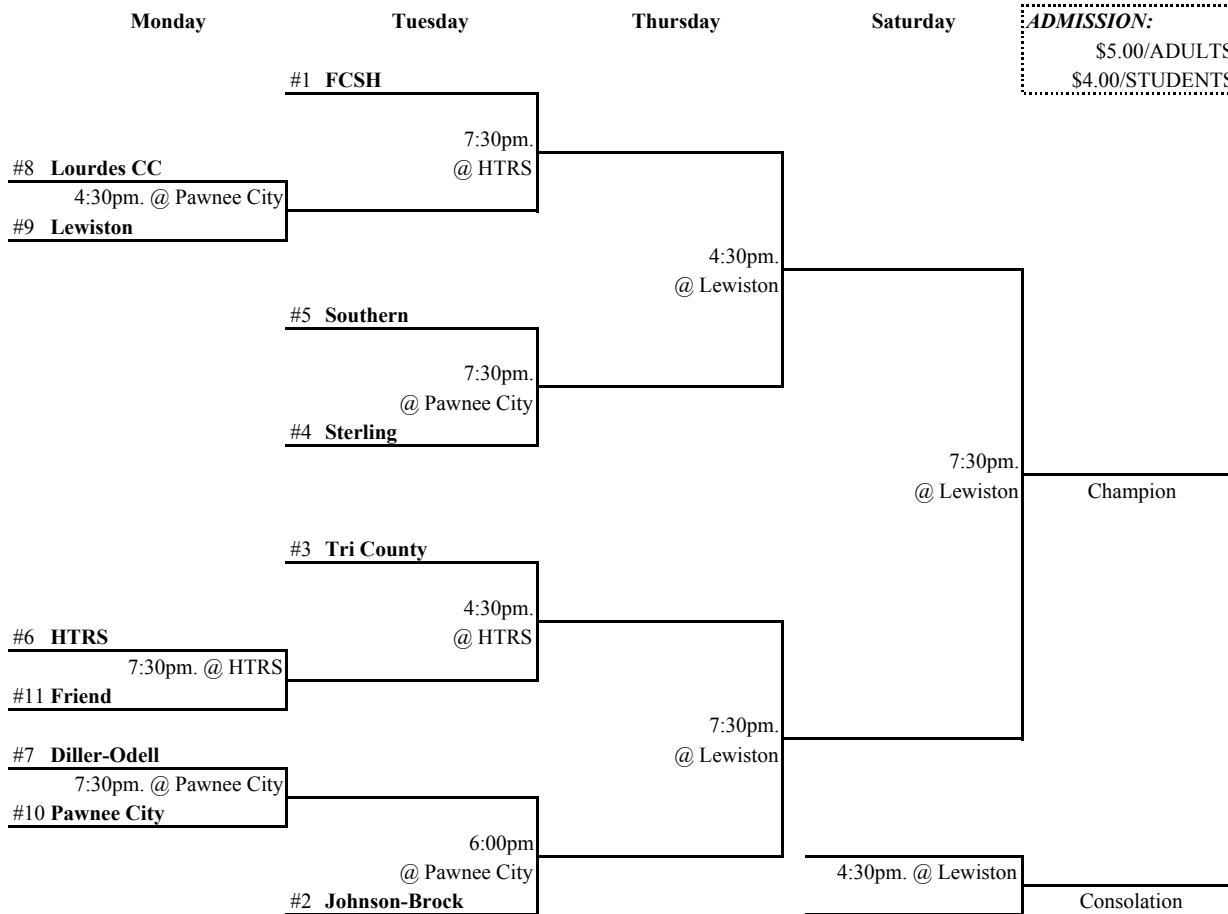 Monday Tuesday Thursday Saturday ADMISSION:
$5.00/ADULTS
#1 FCSH $4.00/STUDENTS
7:30pm.
#8 Lourdes CC @ HTRS
4:30pm. @ Pawnee City
#9 Lewiston
4:30pm.
@ Lewiston
#5 Southern
7:30pm.
@ Pawnee City
#4 Sterling
7:30pm.
@ Lewiston Champion
#3 Tri County
4:30pm.
#6 HTRS @ HTRS
7:30pm. @ HTRS
#11 Friend
7:30pm.
#7 Diller-Odell @ Lewiston
7:30pm. @ Pawnee City
#10 Pawnee City
6:00pm
@ Pawnee City 4:30pm. @ Lewiston
#2 Johnson-Brock Consolation